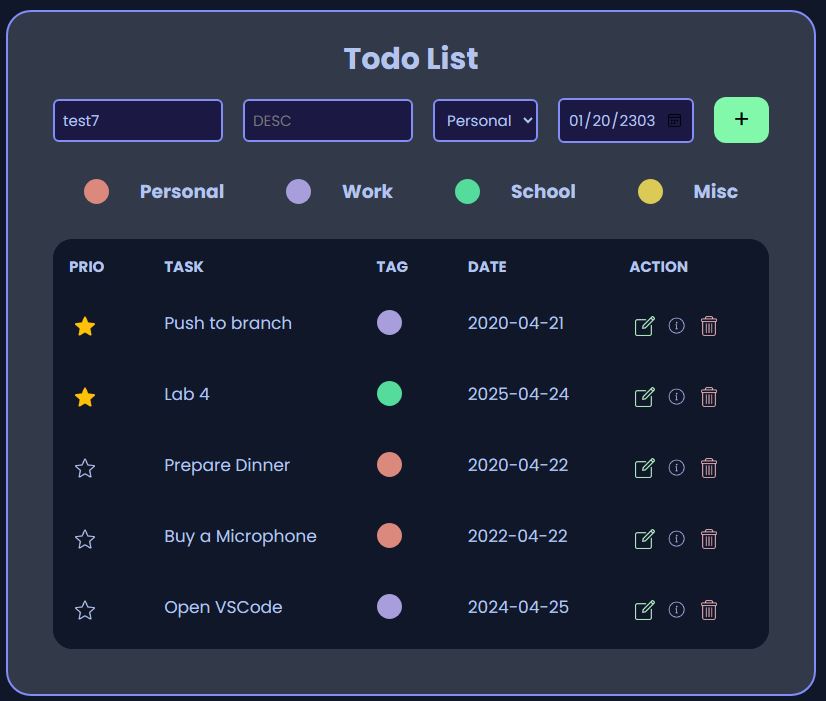 Todo List
test7 DESC Personal 01/20/2303 +
Personal Work School Misc
PRIO TASK TAG DATE ACTION
Push to branch 2020-04-21
Lab 4 2025-04-24
Prepare Dinner 2020-04-22
Buy a Microphone 2022-04-22
Open VSCode 2024-04-25